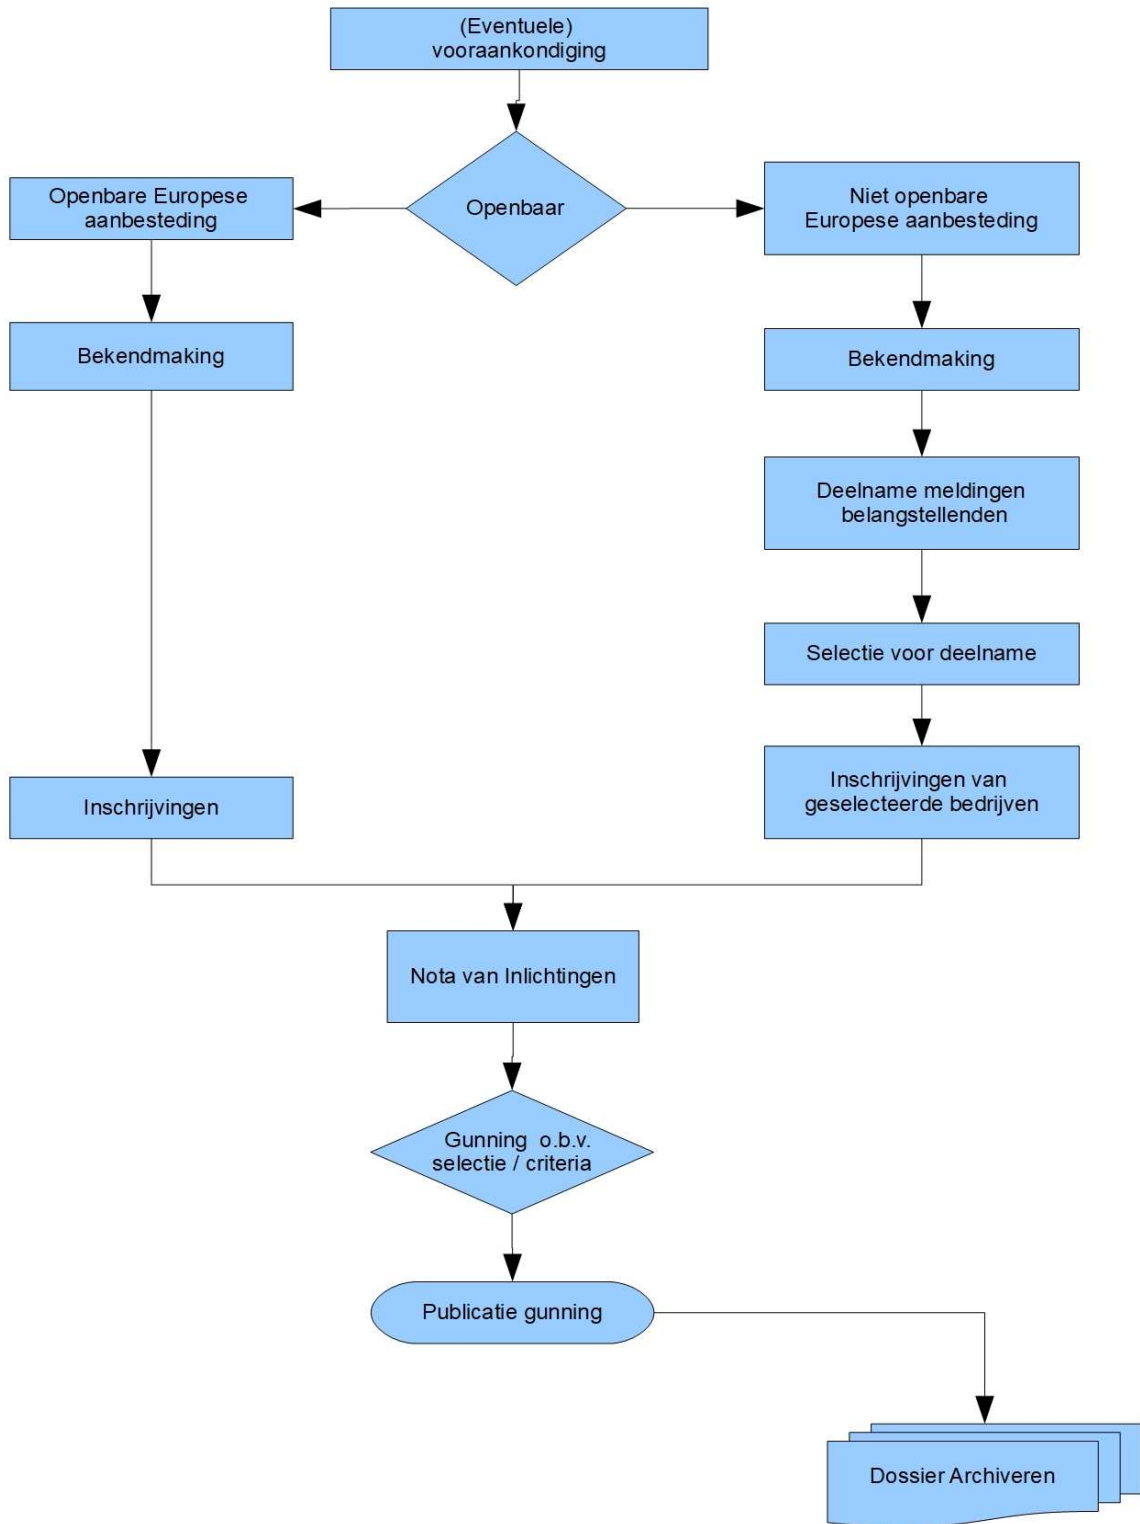 (Eventuele)
vooraankondiging
Openbaar
Openbare Europese
aanbesteding
Niet openbare
Europese aanbesteding
Bekendmaking
Bekendmaking
Deelname meldingen
belangstellenden
Selectie voor deelname
Inschrijvingen
Inschrijvingen van
geselecteerde bedrijven
Nota van Inlichtingen
Gunning o.b.v.
selectie / criteria
Publicatie gunning
Dossier Archiveren